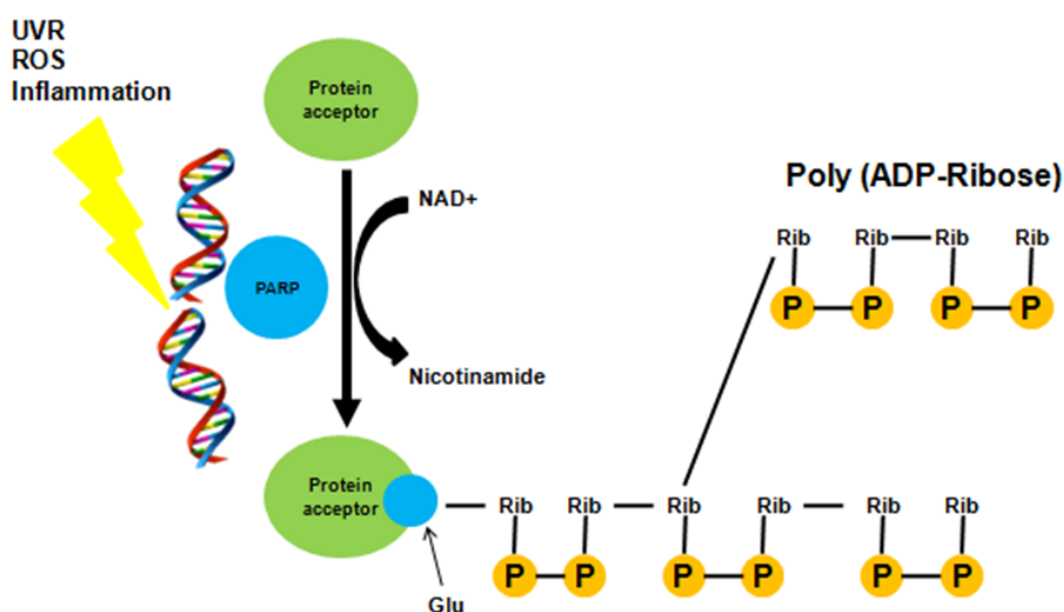 UVR
ROS
Inflammation
Protein
acceptor
NAD+
PARP
Nicotinamide
Poly (ADP-Ribose)
Rib Rib Rib Rib
P P P P
Protein
acceptor
Rib Rib Rib Rib Rib Rib
P P P P P P
Glu